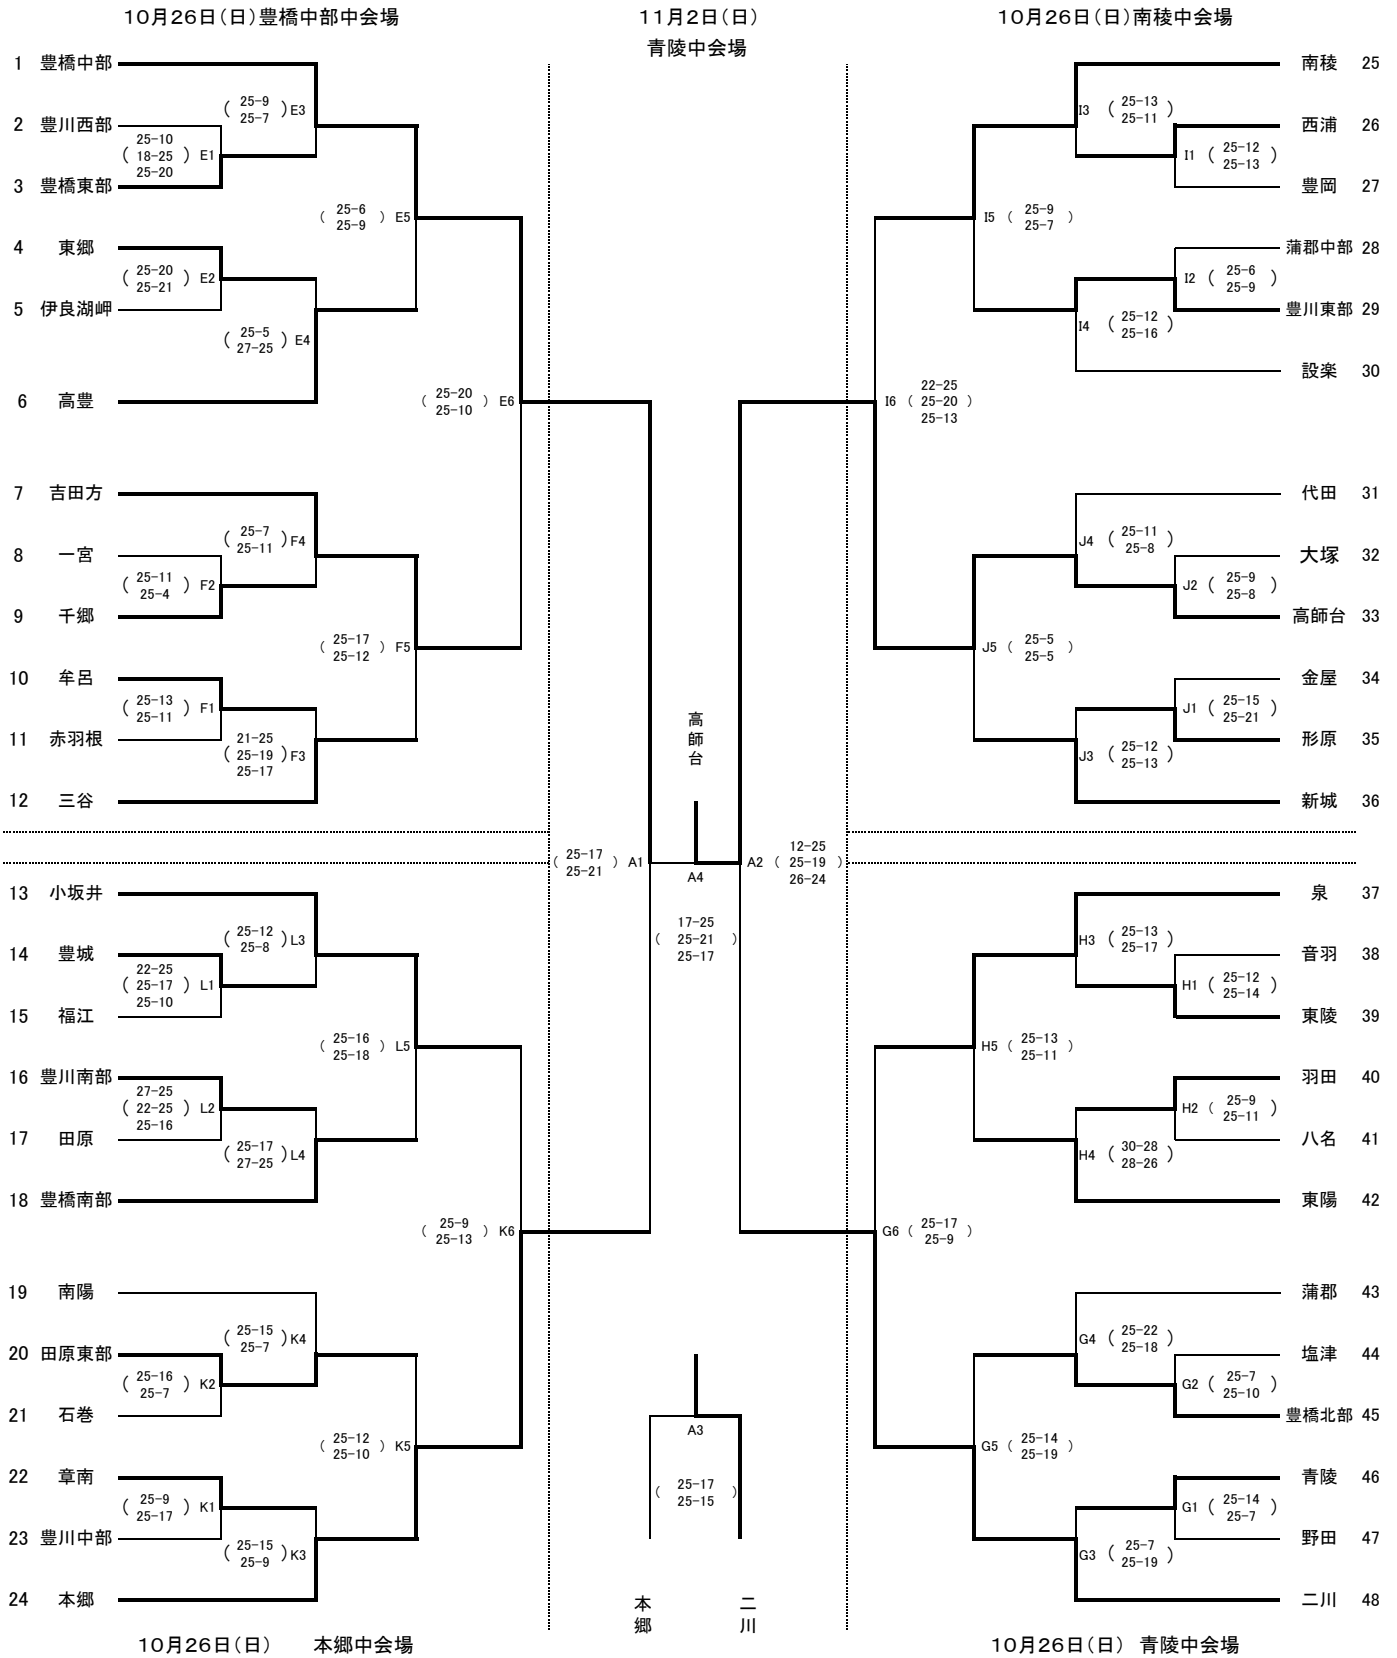 10月26日(日)豊橋中部中会場
11月2日(日)
青陵中会場
10月26日(日)南稜中会場
1 豊橋中部
2 豊川西部
3 豊橋東部
4 東郷
5 伊良湖岬
6 高豊
7 吉田方
8 一宮
9 千郷
10 牟呂
11 赤羽根
12 三谷
(25-9 25-7)E3
(25-10 18-25 25-20)E1
(25-6 25-9)E5
(25-20 25-21)E2
(25-5 27-25)E4
(25-20 25-10)E6
(25-7 25-11)F4
(25-11 25-4)F2
(25-17 25-12)F5
(25-13 25-11)F1
(21-25 25-19 25-17)F3
13 小坂井
14 豊城
15 福江
16 豊川南部
17 田原
18 豊橋南部
19 南陽
20 田原東部
21 石巻
22 章南
23 豊川中部
24 本郷
(25-12 25-8)L3
(22-25 25-17 25-10)L1
(25-16 25-18)L5
(27-25 22-25 25-16)L2
(25-17 27-25)L4
(25-9 25-13)K6
(25-15 25-7)K4
(25-16 25-7)K2
(25-12 25-10)K5
(25-9 25-17)K1
(25-15 25-9)K3
高師台
(25-17 25-21)A1
A4
(17-25 25-21 25-17)
A2(12-25 25-19 26-24)
A3
(25-17 25-15)
本郷
二川
南稜 25
西浦 26
豊岡 27
蒲郡中部 28
豊川東部 29
設楽 30
代田 31
大塚 32
高師台 33
金屋 34
形原 35
新城 36
I3(25-13 25-11)
I1(25-12 25-13)
I5(25-9 25-7)
I2(25-6 25-9)
I4(25-12 25-16)
I6(22-25 25-20 25-13)
J4(25-11 25-8)
J2(25-9 25-8)
J5(25-5 25-5)
J1(25-15 25-21)
J3(25-12 25-13)
泉 37
音羽 38
東陵 39
羽田 40
八名 41
東陽 42
蒲郡 43
塩津 44
豊橋北部 45
青陵 46
野田 47
二川 48
H3(25-13 25-17)
H1(25-12 25-14)
H5(25-13 25-11)
H2(25-9 25-11)
H4(30-28 28-26)
G6(25-17 25-9)
G4(25-22 25-18)
G2(25-7 25-10)
G5(25-14 25-19)
G1(25-14 25-7)
G3(25-7 25-19)
10月26日(日) 本郷中会場
10月26日(日) 青陵中会場